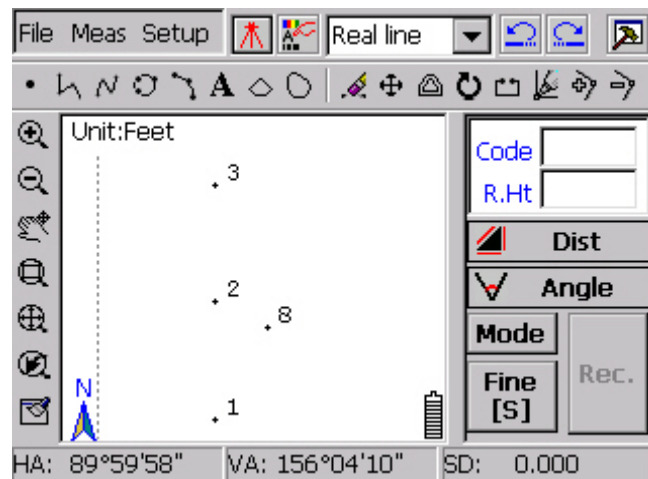 File Meas Setup Real line
A
Unit:Feet
Code
R.Ht
3
Dist
2
Angle
8
Mode
Rec.
Fine
[S]
N
1
HA: 89°59'58" VA: 156°04'10" SD: 0.000